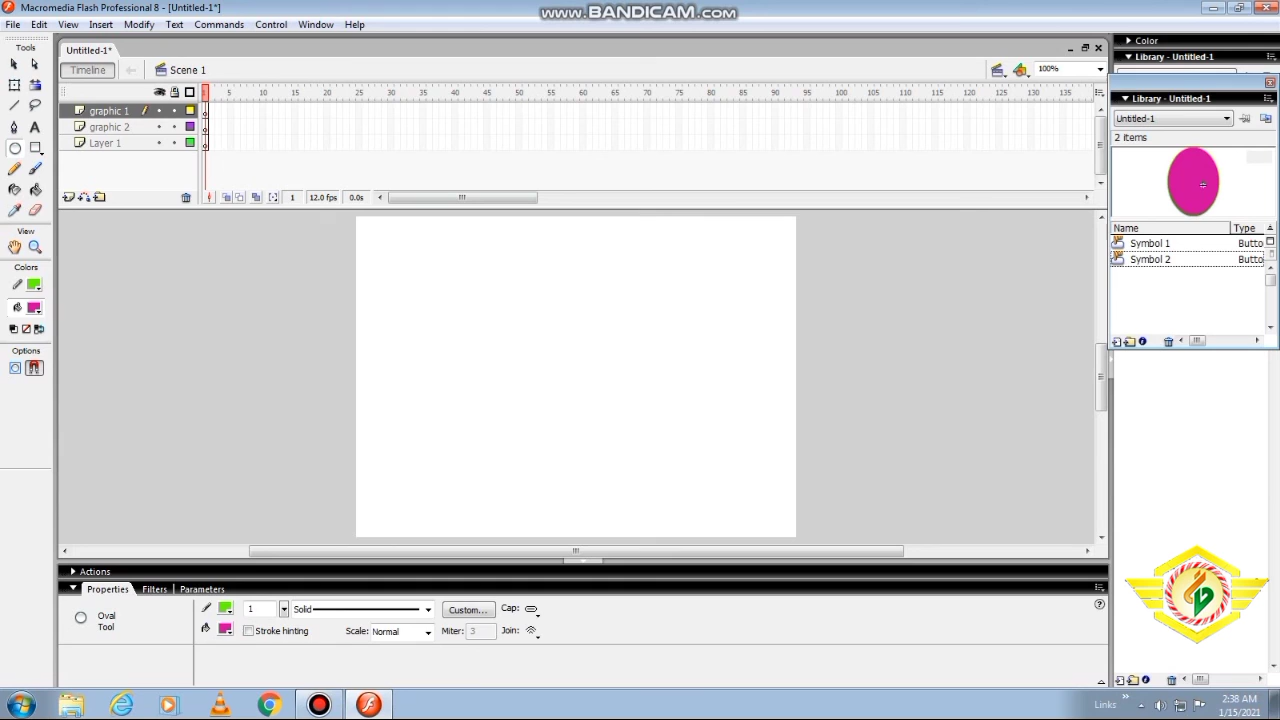 Macromedia Flash Professional 8 - [Untitled-1*]
www.BANDICAM.com
File Edit View Insert Modify Text Commands Control Window Help
Tools
Untitled-1*
Color
Library - Untitled-1
Timeline
Scene 1
100%
5 10 15 20 25 30 35 40 45 50 55 60 65 70 75 80 85 90 95 100 105 110 115 120 125 130 135
graphic 1
graphic 2
Layer 1
1 12.0 fps 0.0s
Library - Untitled-1
Untitled-1
2 items
Name Type
Symbol 1 Butto
Symbol 2 Butto
View
Colors
Options
Actions
Properties Filters Parameters
Oval
Tool
1 Solid Custom... Cap:
Stroke hinting Scale: Normal Miter: 3 Join:
Links
2:38 AM
1/15/2021